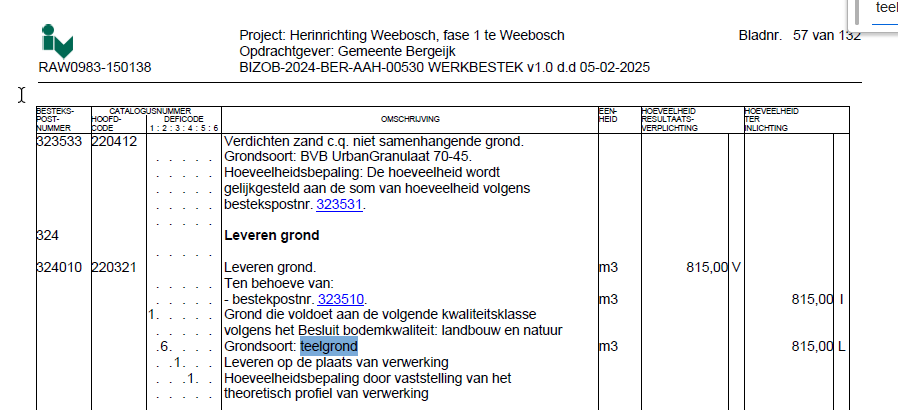 teel
Project: Herinrichting Weebosch, fase 1 te Weebosch
Bladnr. 57 van 132
Opdrachtgever: Gemeente Bergeijk
RAW0983-150138 BIZOB-2024-BER-AAH-00530 WERKBESTEK v1.0 d.d 05-02-2025
BESTEKS-POST-NUMMER CATALOGUSNUMMER HOOFD-CODE DEFICODE 1 : 2 : 3 : 4 : 5 : 6 OMSCHRIJVING EEN-HEID HOEVEELHEID RESULTAATS-VERPLICHTING HOEVEELHEID TER INLICHTING
323533 220412 Verdichten zand c.q. niet samenhangende grond.
. . . . . Grondsoort: BVB UrbanGranulaat 70-45.
. . . . . Hoeveelheidsbepaling: De hoeveelheid wordt
. . . . . gelijkgesteld aan de som van hoeveelheid volgens
. . . . . bestekspostnr. 323531.
. . . . .
324 Leveren grond
. . . . .
324010 220321 Leveren grond. m3 815,00 V
. . . . . Ten behoeve van:
. . . . . - bestekspostnr. 323510. m3 815,00 I
1. . . . . Grond die voldoet aan de volgende kwaliteitsklasse
. . . . . volgens het Besluit bodemkwaliteit: landbouw en natuur
.6. . . . Grondsoort: teelgrond m3 815,00 L
. .1. . . Leveren op de plaats van verwerking
. . .1. . Hoeveelheidsbepaling door vaststelling van het
. . . . . theoretisch profiel van verwerking